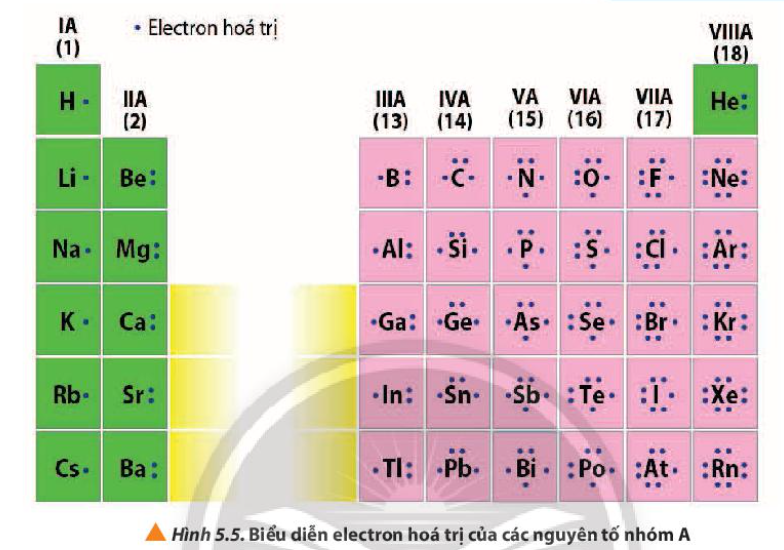 IA • Electron hoá trị VIIIA
(1) (18)
H IIA IIIA IVA VA VIA VIIA He
(2) (13) (14) (15) (16) (17)
Li Be B C N O F Ne
Na Mg Al Si P S Cl Ar
K Ca Ga Ge As Se Br Kr
Rb Sr In Sn Sb Te I Xe
Cs Ba Tl Pb Bi Po At Rn
Hình 5.5. Biểu diễn electron hoá trị của các nguyên tố nhóm A